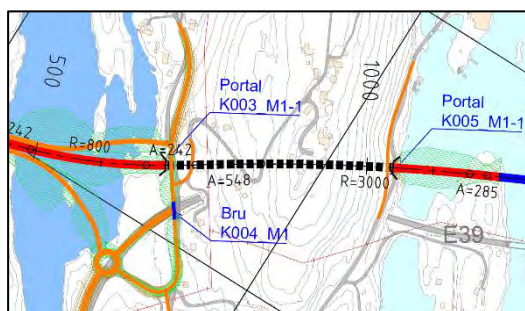 500
1000
Portal
K003_M1-1
Portal
K005_M1-1
242
R=800
A=242
A=548
R=3000
A=285
Bru
K004_M1
E39